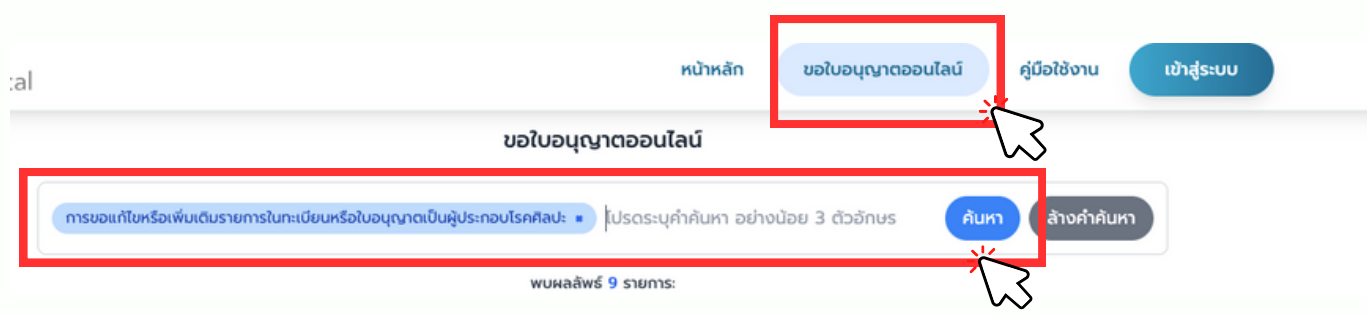 :al
หน้าหลัก ขอใบอนุญาตออนไลน์ คู่มือใช้งาน เข้าสู่ระบบ
ขอใบอนุญาตออนไลน์
การขอแก้ไขหรือเพิ่มเติมรายการในทะเบียนหรือใบอนุญาตเป็นผู้ประกอบโรคศิลปะ โปรดระบุคำค้นหา อย่างน้อย 3 ตัวอักษร ค้นหา ล้างคำค้นหา
พบผลลัพธ์ 9 รายการ: